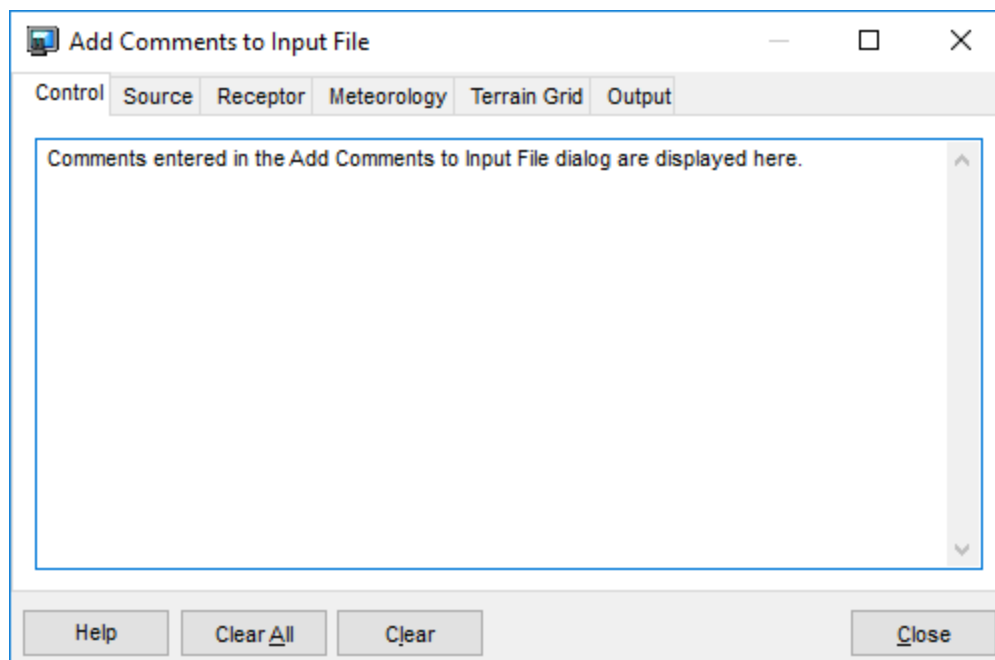 Add Comments to Input File
Control Source Receptor Meteorology Terrain Grid Output
Comments entered in the Add Comments to Input File dialog are displayed here.
Help Clear All Clear Close